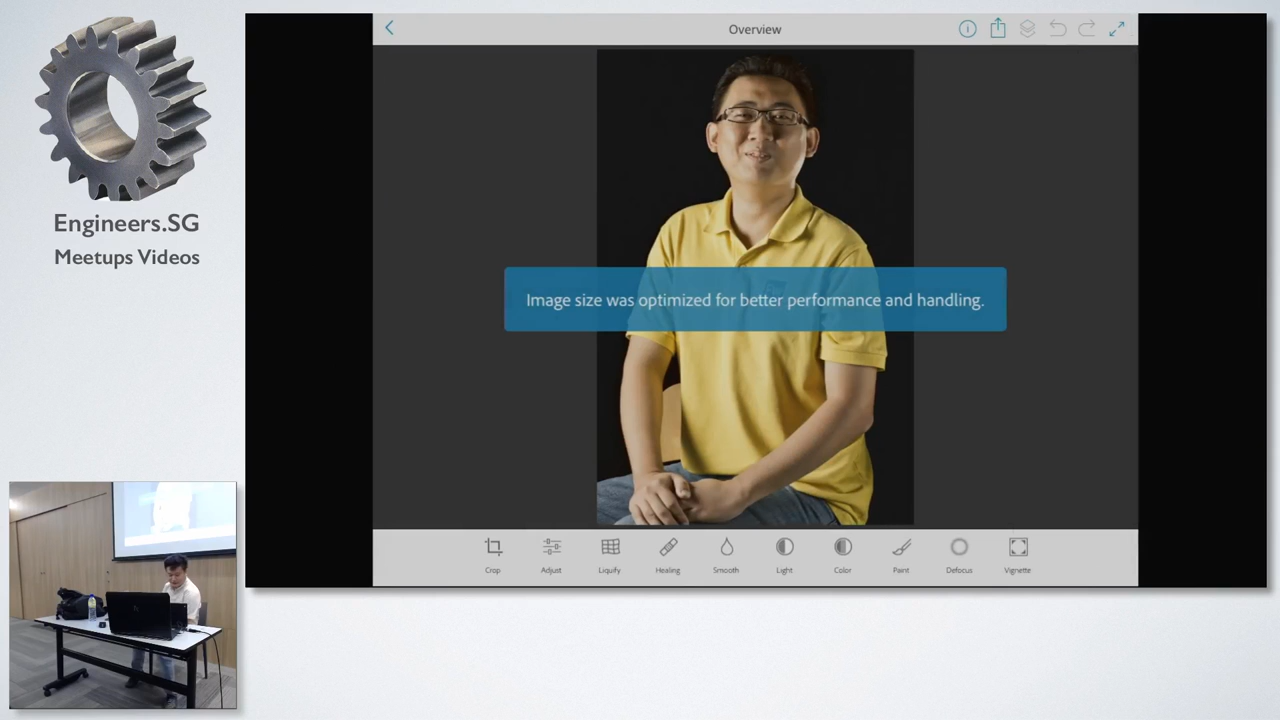 Engineers.SG
Meetups Videos
Overview
Image size was optimized for better performance and handling.
Crop
Adjust
Liquify
Healing
Smooth
Light
Color
Paint
Defocus
Vignette